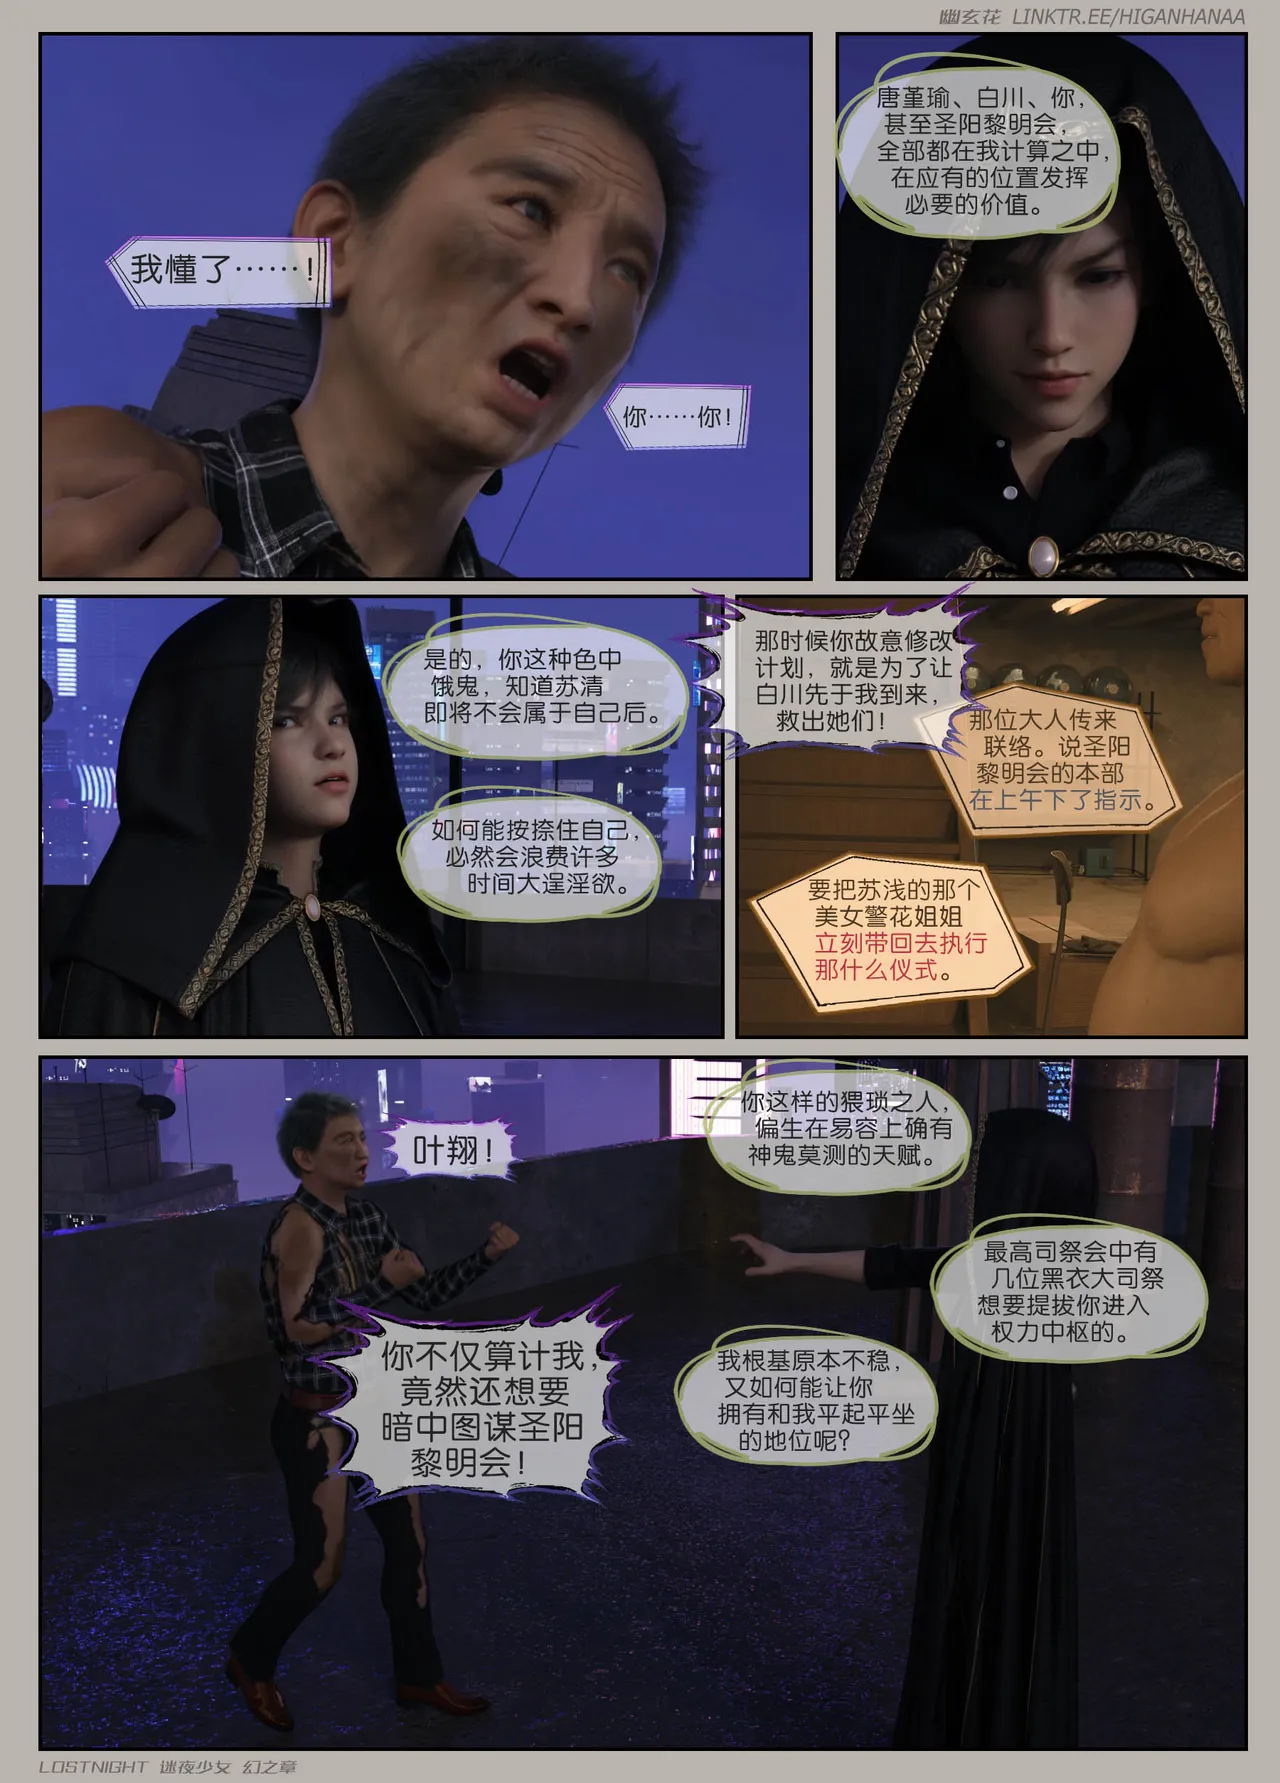 幽玄花 LINKTR.EE/HIGANHANAA
我懂了……！
你……你！
唐堇瑜、白川、你，
甚至圣阳黎明会，
全部都在我计算之中，
在应有的位置发挥
必要的价值。
是的，你这种色中
饿鬼，知道苏清
即将不会属于自己后。
如何能按捺住自己，
必然会浪费许多
时间大逞淫欲。
那时候你故意修改
计划，就是为了让
白川先于我到来，
救出她们！
那位大人传来
联络。说圣阳
黎明会的本部
在上午下了指示。
要把苏浅的那个
美女警花姐姐
立刻带回去执行
那什么仪式。
叶翔！
你这样的猥琐之人，
偏生在易容上确有
神鬼莫测的天赋。
最高司祭会中有
几位黑衣大司祭
想要提拔你进入
权力中枢的。
我根基原本不稳，
又如何能让你
拥有和我平起平坐
的地位呢？
你不仅算计我，
竟然还想要
暗中图谋圣阳
黎明会！
LOSTNIGHT 迷夜少女 幻之章